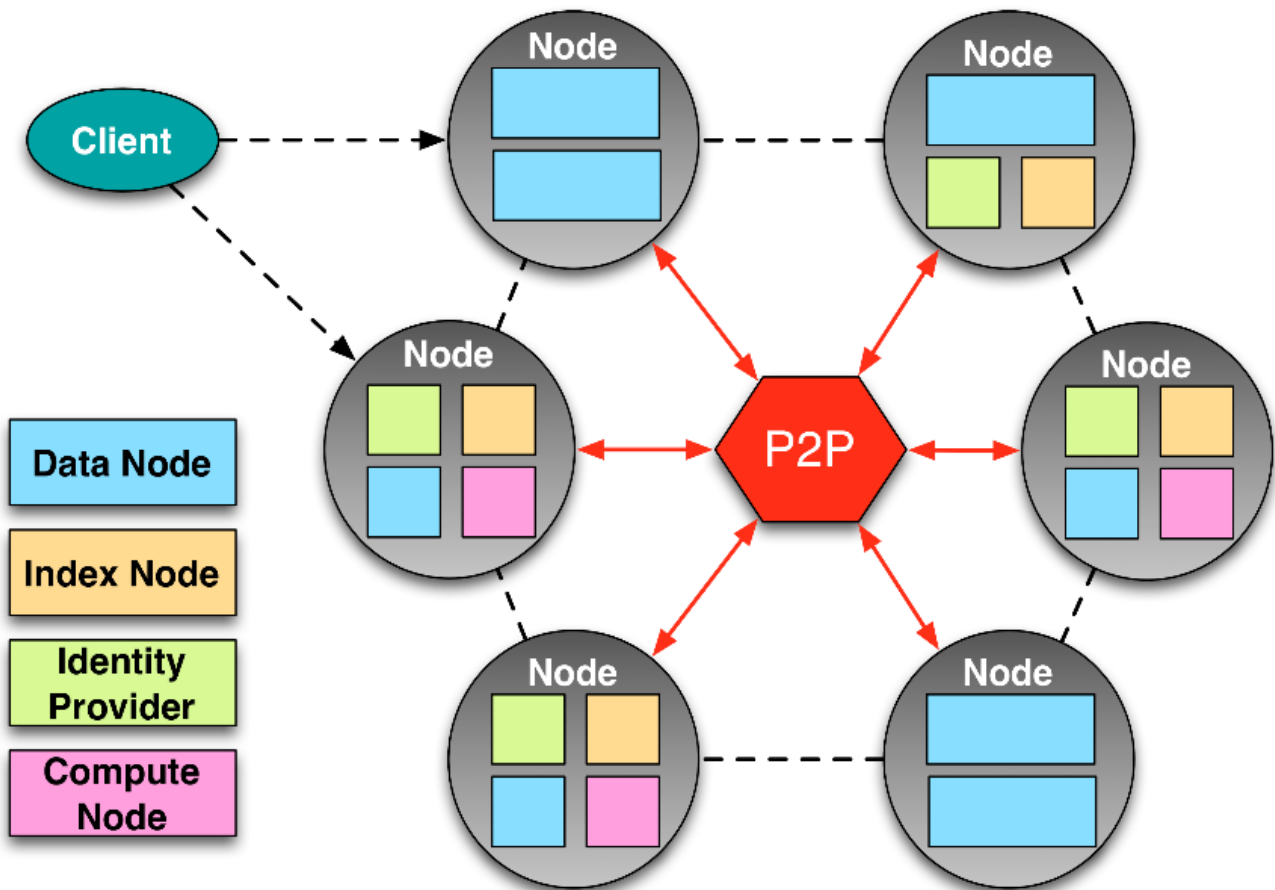 Node
Node
Client
Node
Node
P2P
Data Node
Index Node
Identity
Provider
Compute
Node
Node
Node